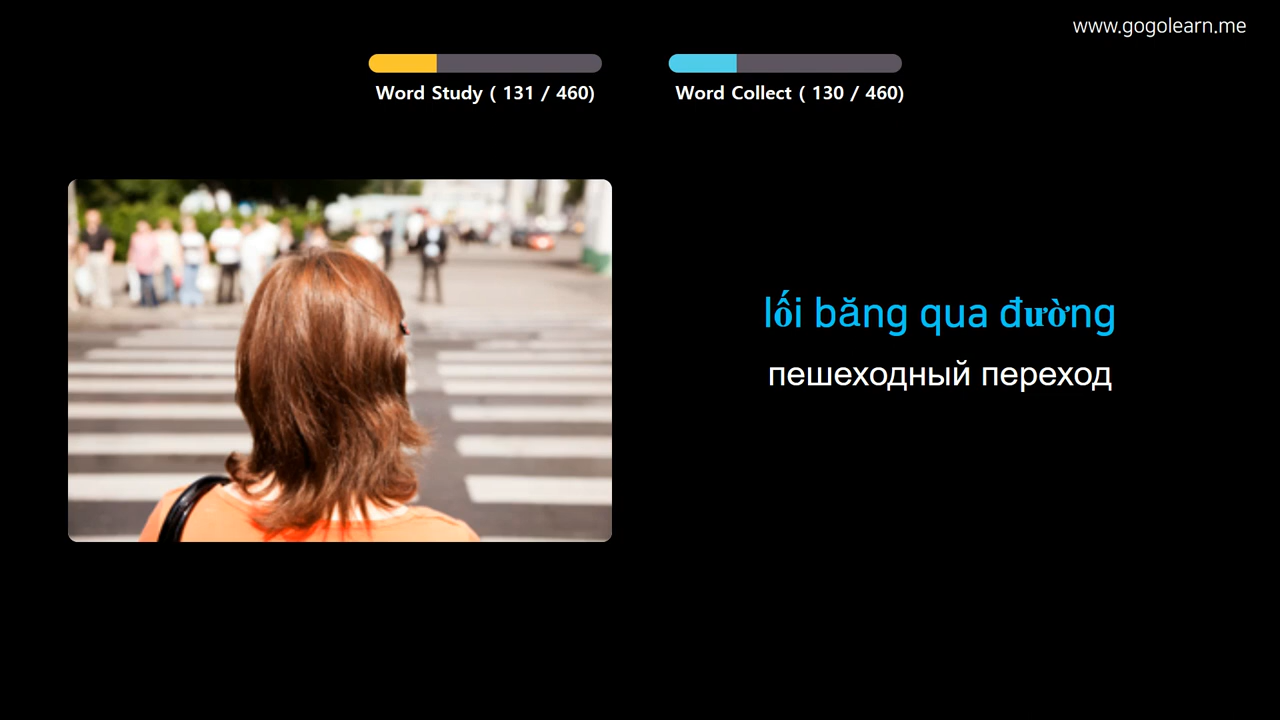 www.gogolearn.me
Word Study ( 131 / 460)
Word Collect ( 130 / 460)
lối băng qua đường
пешеходный переход